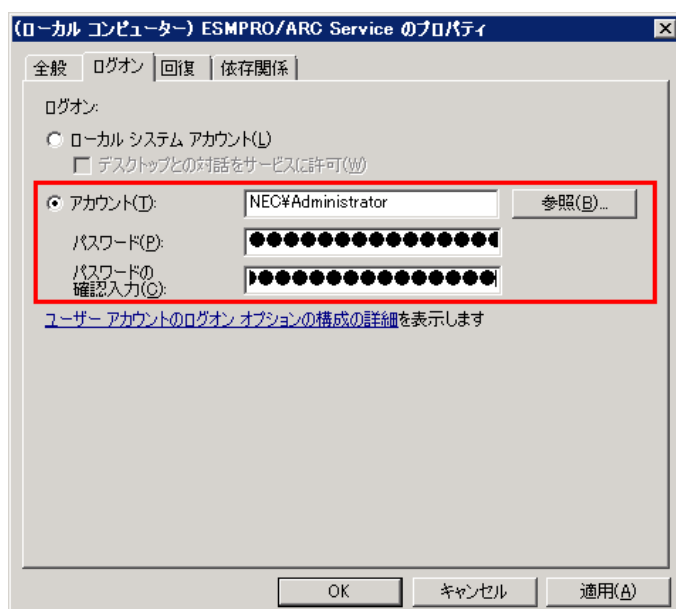 (ローカル コンピューター) ESMPRO/ARC Service のプロパティ
全般 ログオン 回復 依存関係
ログオン:
ローカル システム アカウント(L)
デスクトップとの対話をサービスに許可(W)
アカウント(T): NEC¥Administrator 参照(B)...
パスワード(P): ●●●●●●●●●●●●●●●
パスワードの
確認入力(C): ●●●●●●●●●●●●●●●
ユーザー アカウントのログオン オプションの構成の詳細を表示します
OK キャンセル 適用(A)